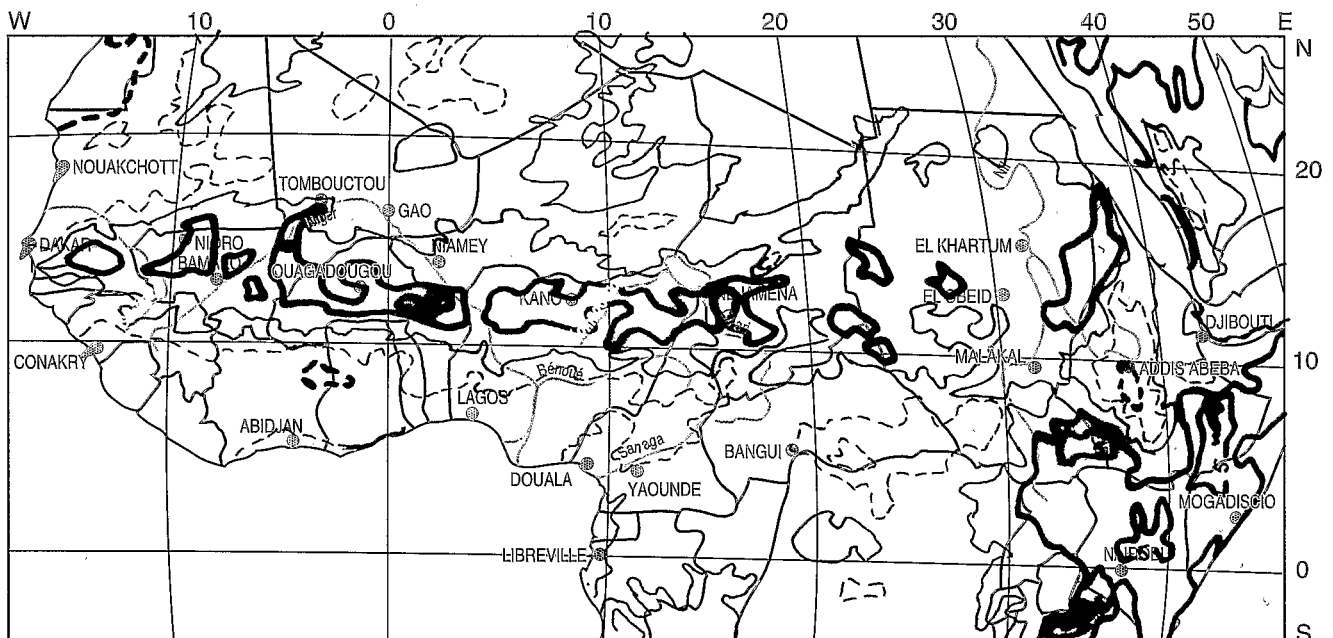 W 10 0 10 20 30 40 50 E
N
NOUAKCHOTT
20
TOMBOUCTOU
GAO
Niger
DAKAR
NIORO
NIAMEY
EL KHARTUM
BAMAKO
OUAGADOUGOU
KANO
NDJAMENA
EL OBEID
DJIBOUTI
CONAKRY
MALAKAL
10
Bénoué
ADDIS ABEBA
LAGOS
ABIDJAN
Sanaga
BANGUI
DOUALA
YAOUNDE
MOGADISCIO
LIBREVILLE
NAIROBI
0
S